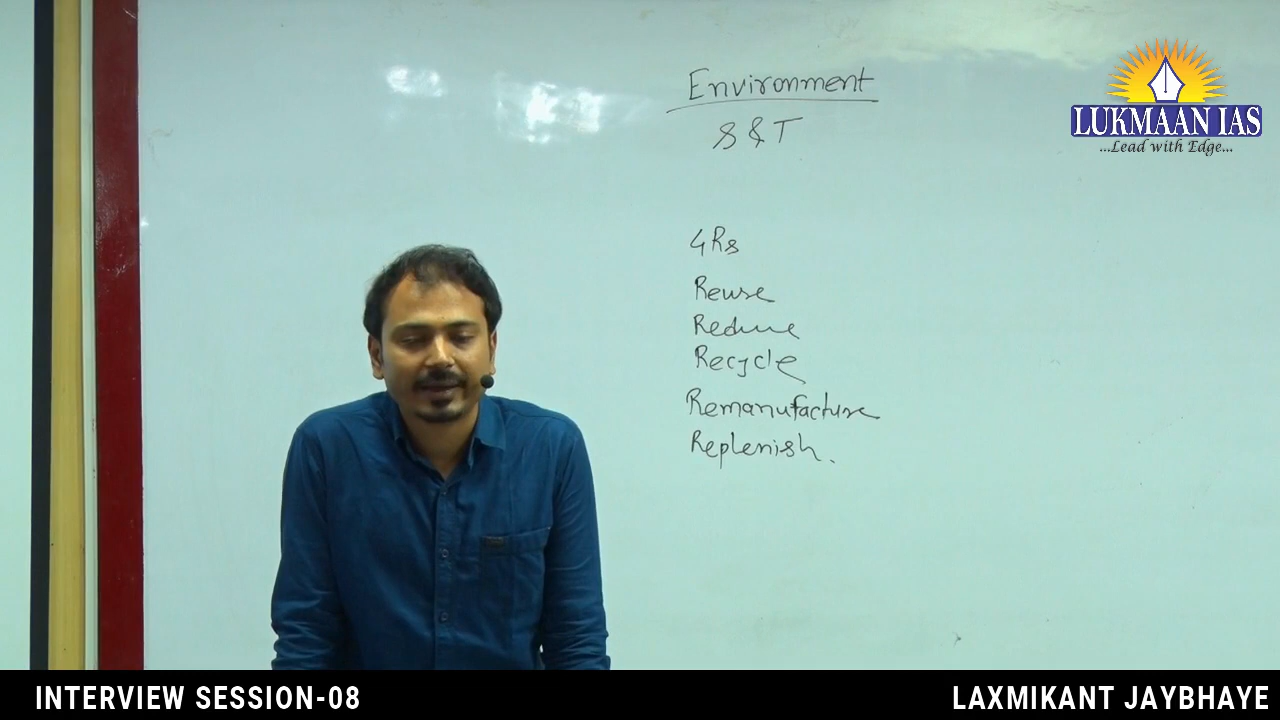 Environment
S & T
4Rs
Reuse
Reduce
Recycle
Remanufacture
Replenish.
LUKMAAN IAS
...Lead with Edge...
INTERVIEW SESSION-08
LAXMIKANT JAYBHAYE